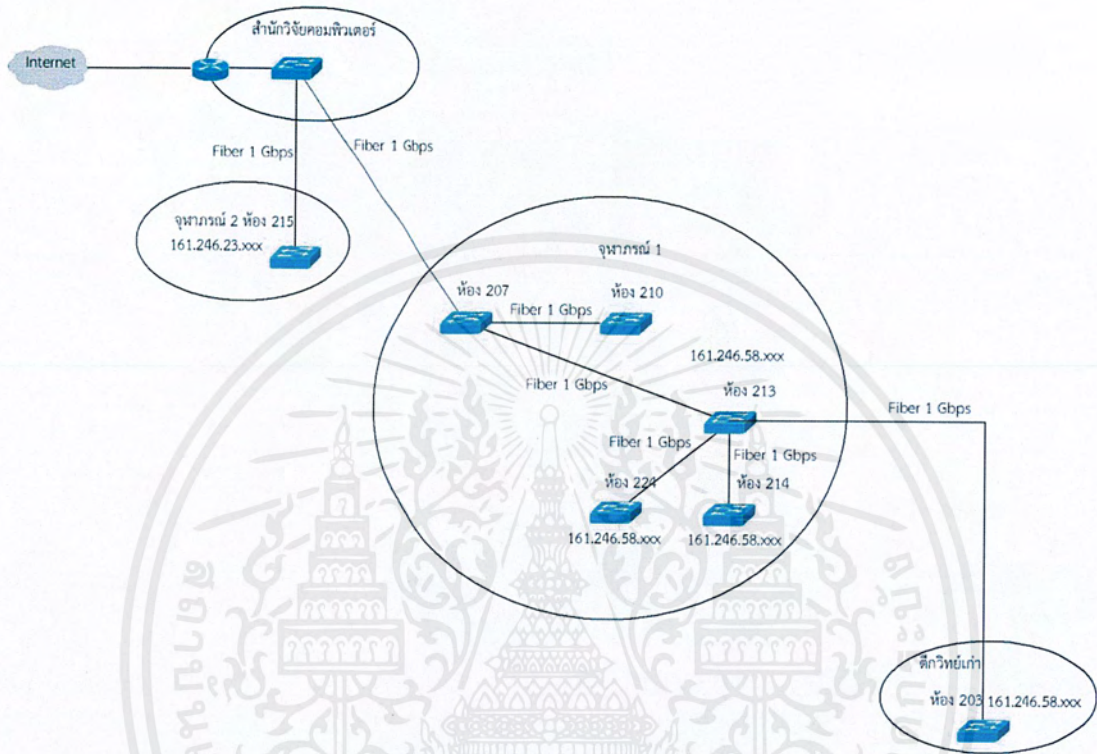 สำนักวิจัยคอมพิวเตอร์
Internet
Fiber 1 Gbps
Fiber 1 Gbps
จุฬาภรณ์ 2 ห้อง 215
161.246.23.xxx
จุฬาภรณ์ 1
ห้อง 207
Fiber 1 Gbps
ห้อง 210
161.246.58.xxx
Fiber 1 Gbps
ห้อง 213
Fiber 1 Gbps
Fiber 1 Gbps
Fiber 1 Gbps
ห้อง 224
ห้อง 214
161.246.58.xxx
161.246.58.xxx
ตึกวิทย์เก่า
ห้อง 203 161.246.58.xxx